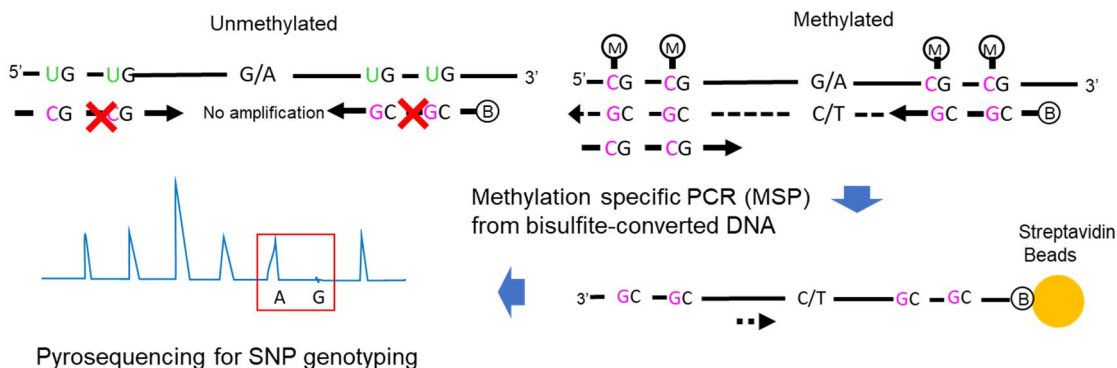 Unmethylated
5' UG UG G/A UG UG 3'
CG CG No amplification GC GC B
Methylated
M M M M
5' CG CG G/A CG CG 3'
GC GC C/T GC GC B
CG CG
Methylation specific PCR (MSP)
from bisulfite-converted DNA
Streptavidin
Beads
3' GC GC C/T GC GC B
A G
Pyrosequencing for SNP genotyping